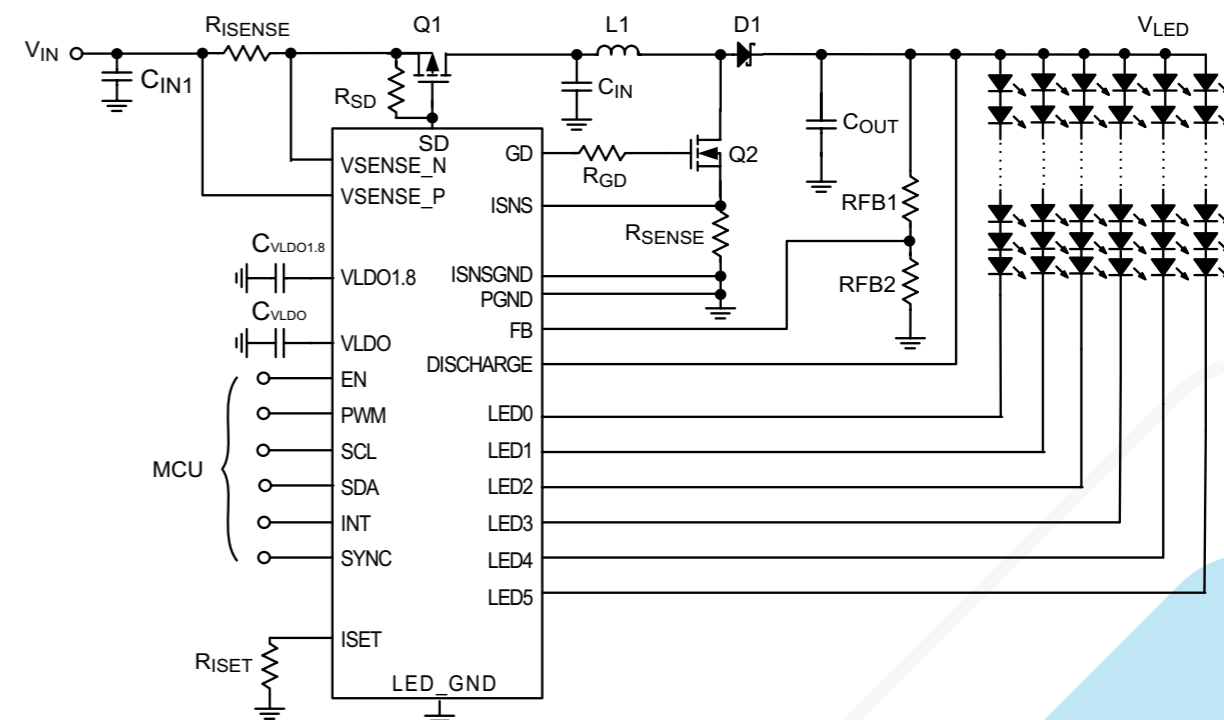 RISENSE Q1 L1 D1 VLED
VIN
CIN1 RSD CIN COUT
SD
VSENSE_N GD RGD Q2
VSENSE_P
ISNS RFB1
RSENSE
CVLDO1.8
VLDO1.8 ISNSGND
PGND RFB2
CVLDO
VLDO FB
DISCHARGE
EN
PWM LED0
MCU SCL LED1
SDA LED2
INT LED3
SYNC LED4
LED5
ISET
RISET
LED_GND